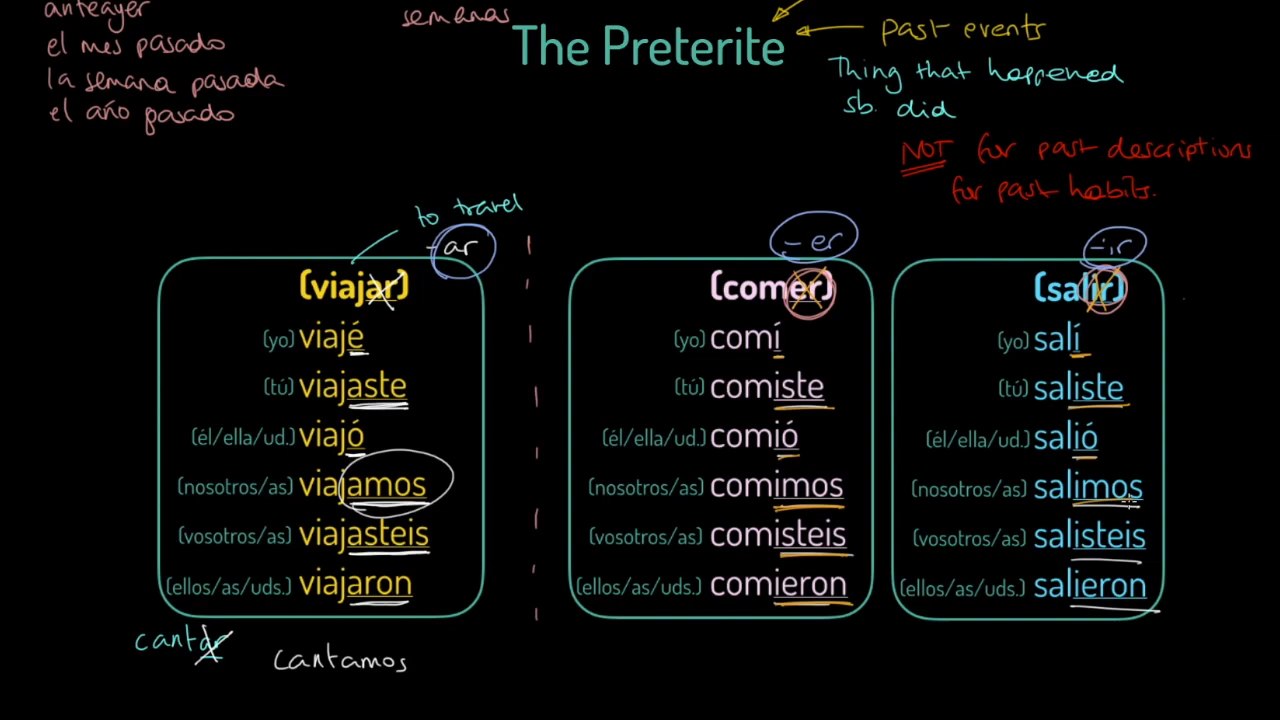 anteayer
el mes pasado
la semana pasada
el año pasado
semanas
The Preterite
past events
Thing that happened
sb. did
NOT for past descriptions
for past habits.
to travel
-ar
(viajar)
(yo) viajé
(tú) viajaste
(él/ella/ud.) viajó
(nosotros/as) viajamos
(vosotros/as) viajasteis
(ellos/as/uds.) viajaron
cantar
cantamos
-er
(comer)
(yo) comí
(tú) comiste
(él/ella/ud.) comió
(nosotros/as) comimos
(vosotros/as) comisteis
(ellos/as/uds.) comieron
-ir
(salir)
(yo) salí
(tú) saliste
(él/ella/ud.) salió
(nosotros/as) salimos
(vosotros/as) salisteis
(ellos/as/uds.) salieron